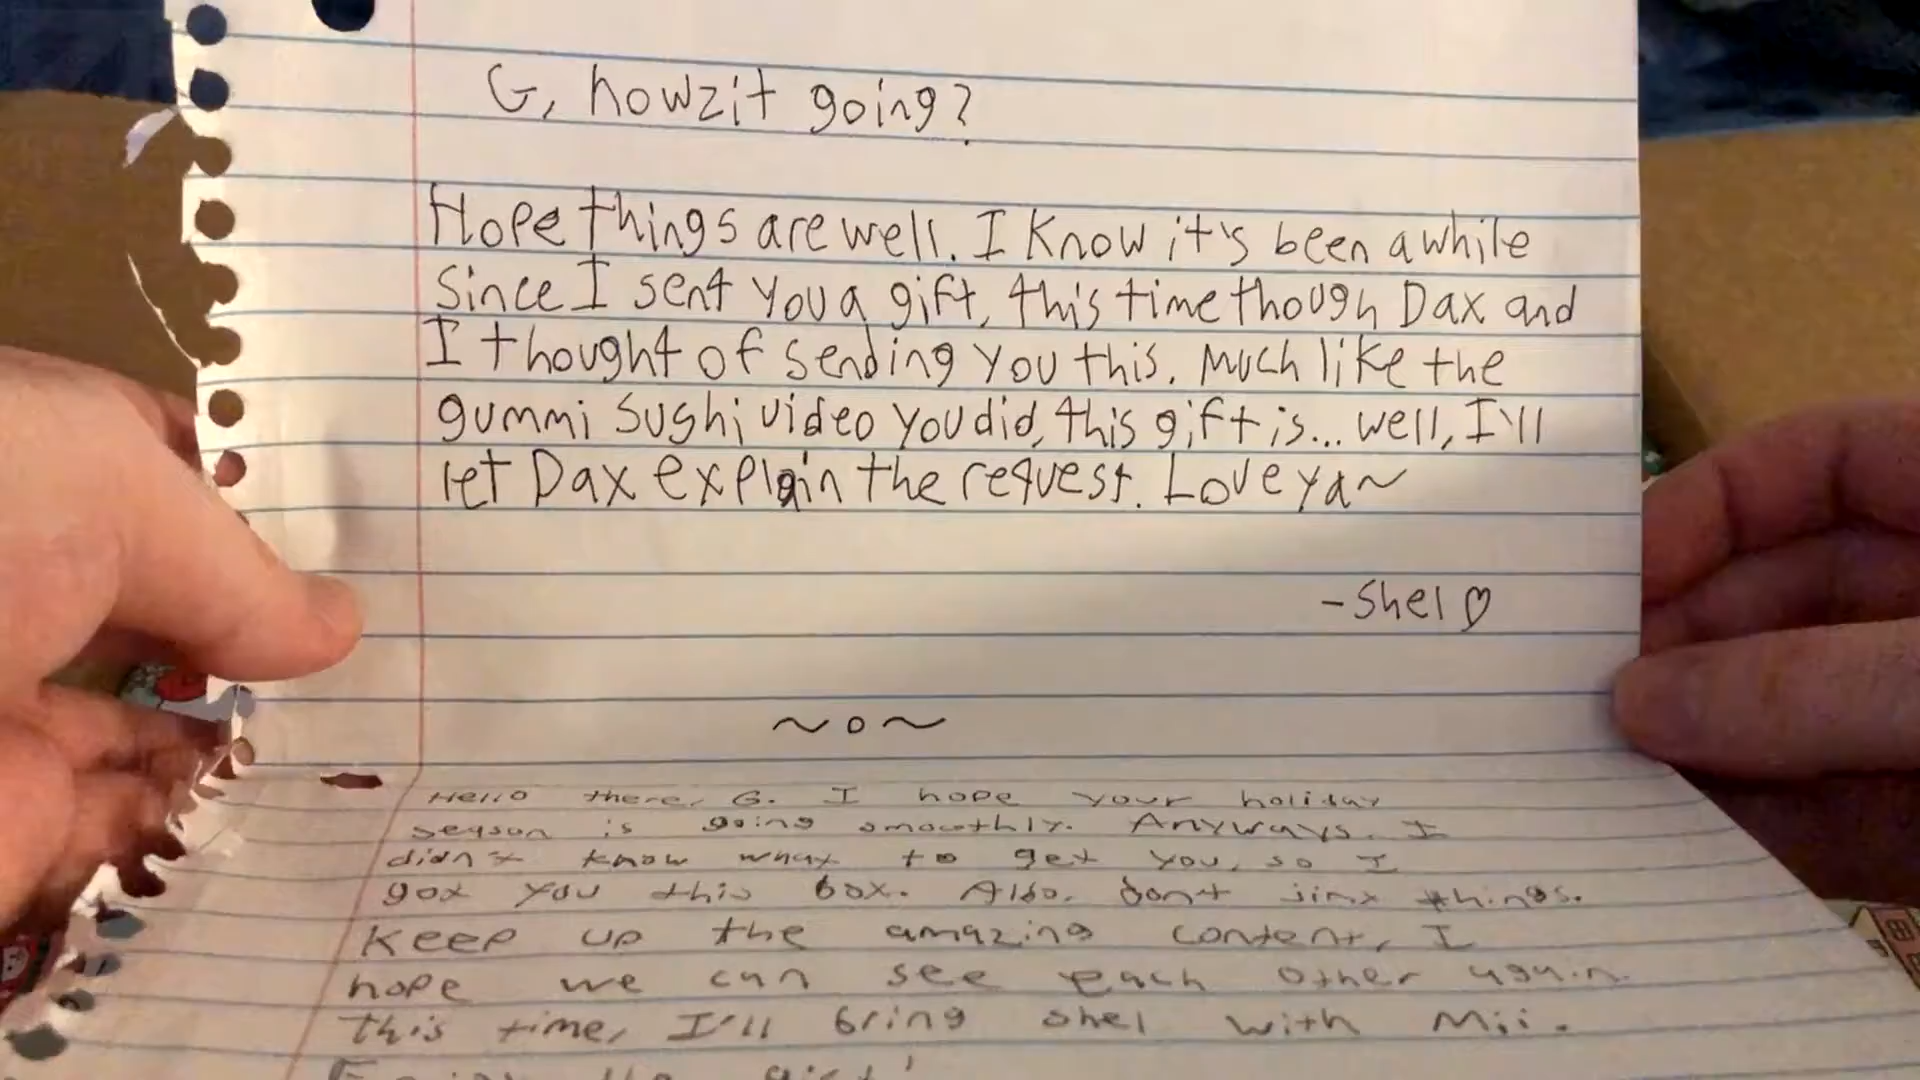 G, howzit going?
Hope things are well. I know it's been awhile
since I sent you a gift, this time though Dax and
I thought of sending you this. Much like the
gummi sushi video you did, this gift is... well, I'll
let Dax explain the request. Love ya~
-Shel ♡
~o~
Hello there, G. I hope your holiday
season is going smoothly. Anyways, I
didn't know what to get you, so I
got you this box. Also, don't jinx things.
Keep up the amazing content, I
hope we can see each other again.
This time, I'll bring Shel with Mii.
Enjoy the gift!